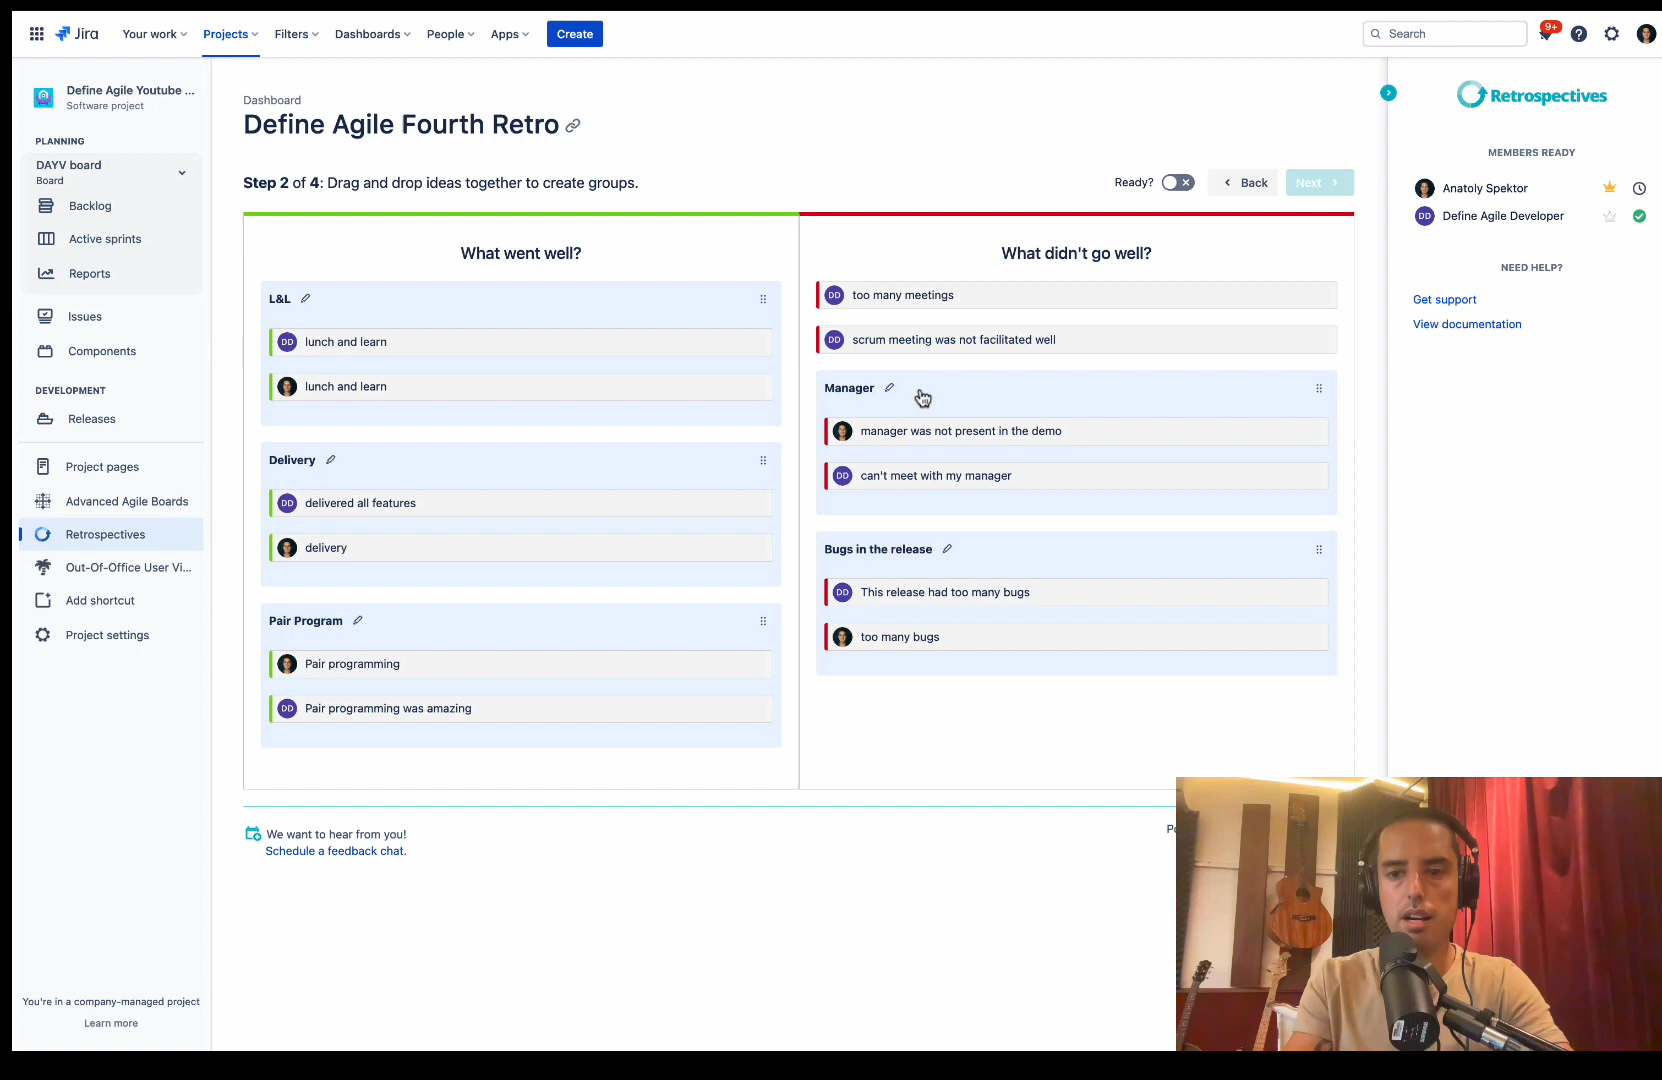 Jira
Your work
Projects
Filters
Dashboards
People
Apps
Create
Search
9+
Define Agile Youtube ...
Software project
PLANNING
DAYV board
Board
Backlog
Active sprints
Reports
Issues
Components
DEVELOPMENT
Releases
Project pages
Advanced Agile Boards
Retrospectives
Out-Of-Office User Vi...
Add shortcut
Project settings
You're in a company-managed project
Learn more
Dashboard
Define Agile Fourth Retro
Step 2 of 4: Drag and drop ideas together to create groups.
Ready?
Back
Next
What went well?
L&L
DD lunch and learn
lunch and learn
Delivery
DD delivered all features
delivery
Pair Program
Pair programming
DD Pair programming was amazing
What didn't go well?
DD too many meetings
DD scrum meeting was not facilitated well
Manager
manager was not present in the demo
DD can't meet with my manager
Bugs in the release
DD This release had too many bugs
too many bugs
We want to hear from you!
Schedule a feedback chat.
Retrospectives
MEMBERS READY
Anatoly Spektor
DD Define Agile Developer
NEED HELP?
Get support
View documentation